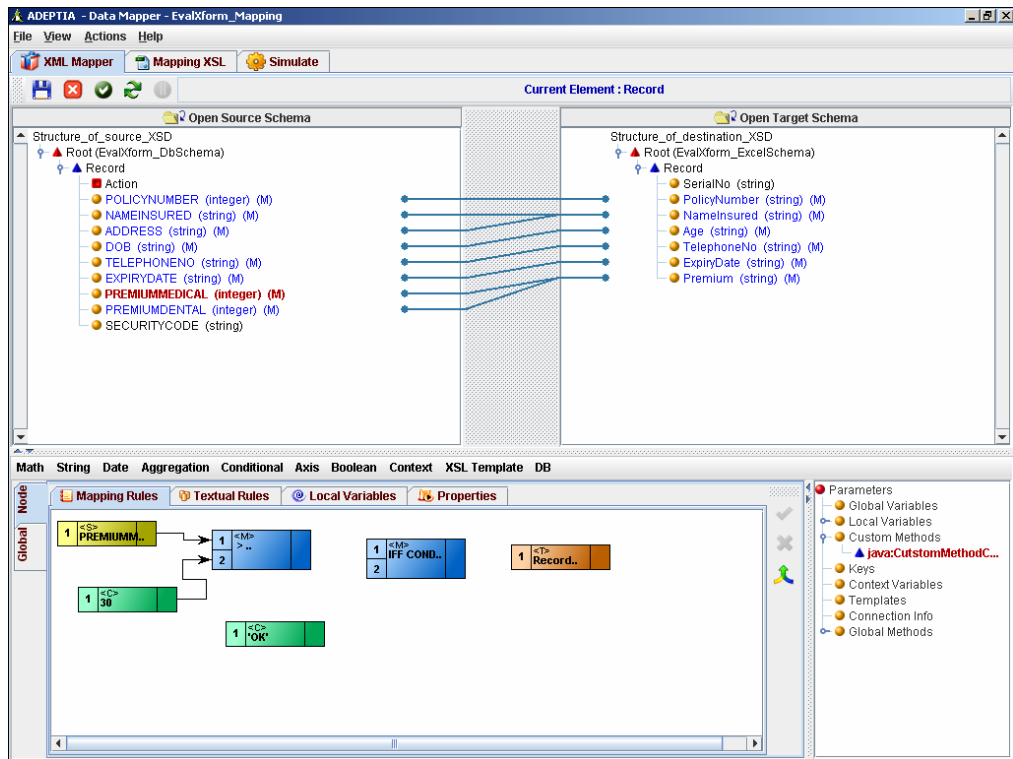 ADEPTIA - Data Mapper - EvalXform_Mapping
File View Actions Help
XML Mapper Mapping XSL Simulate
Current Element : Record
Open Source Schema
Structure_of_source_XSD
Root (EvalXform_DbSchema)
Record
Action
POLICYNUMBER (integer) (M)
NAMEINSURED (string) (M)
ADDRESS (string) (M)
DOB (string) (M)
TELEPHONENO (string) (M)
EXPIRYDATE (string) (M)
PREMIUMMEDICAL (integer) (M)
PREMIUMDENTAL (integer) (M)
SECURITYCODE (string)
Open Target Schema
Structure_of_destination_XSD
Root (EvalXform_ExcelSchema)
Record
SerialNo (string)
PolicyNumber (string) (M)
NameInsured (string) (M)
Age (string) (M)
TelephoneNo (string) (M)
ExpiryDate (string) (M)
Premium (string) (M)
Math String Date Aggregation Conditional Axis Boolean Context XSL Template DB
Node
Global
Mapping Rules Textual Rules Local Variables Properties
1 <S> PREMIUMM..
1 <M> > ..
2
1 <C> 30
1 <C> 'OK'
1 <M> IFF COND..
2
1 <T> Record..
Parameters
Global Variables
Local Variables
Custom Methods
java:CutstomMethodC...
Keys
Context Variables
Templates
Connection Info
Global Methods